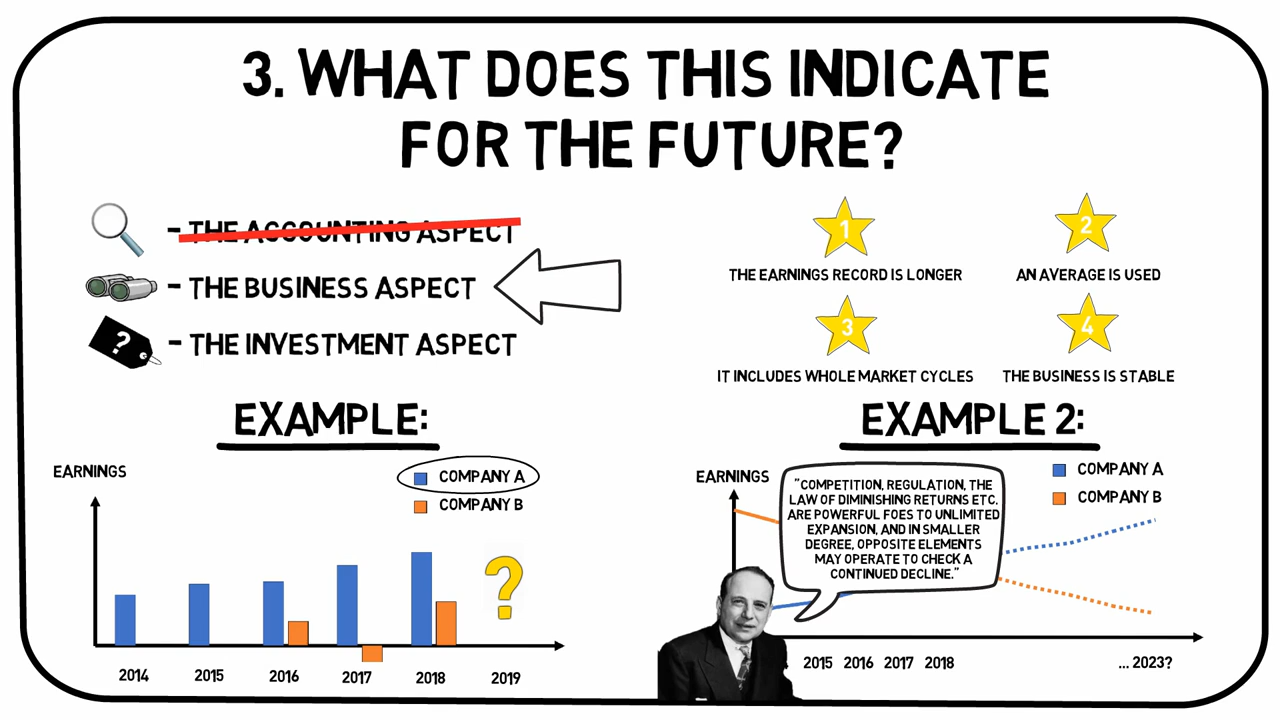 3. WHAT DOES THIS INDICATE
FOR THE FUTURE?
- THE ACCOUNTING ASPECT
- THE BUSINESS ASPECT
?
- THE INVESTMENT ASPECT
1
THE EARNINGS RECORD IS LONGER
2
AN AVERAGE IS USED
3
IT INCLUDES WHOLE MARKET CYCLES
4
THE BUSINESS IS STABLE
EXAMPLE:
EARNINGS
COMPANY A
COMPANY B
?
2014 2015 2016 2017 2018 2019
EXAMPLE 2:
EARNINGS
COMPANY A
COMPANY B
"COMPETITION, REGULATION, THE
LAW OF DIMINISHING RETURNS ETC.
ARE POWERFUL FOES TO UNLIMITED
EXPANSION, AND IN SMALLER
DEGREE, OPPOSITE ELEMENTS
MAY OPERATE TO CHECK A
CONTINUED DECLINE."
2015 2016 2017 2018 ... 2023?